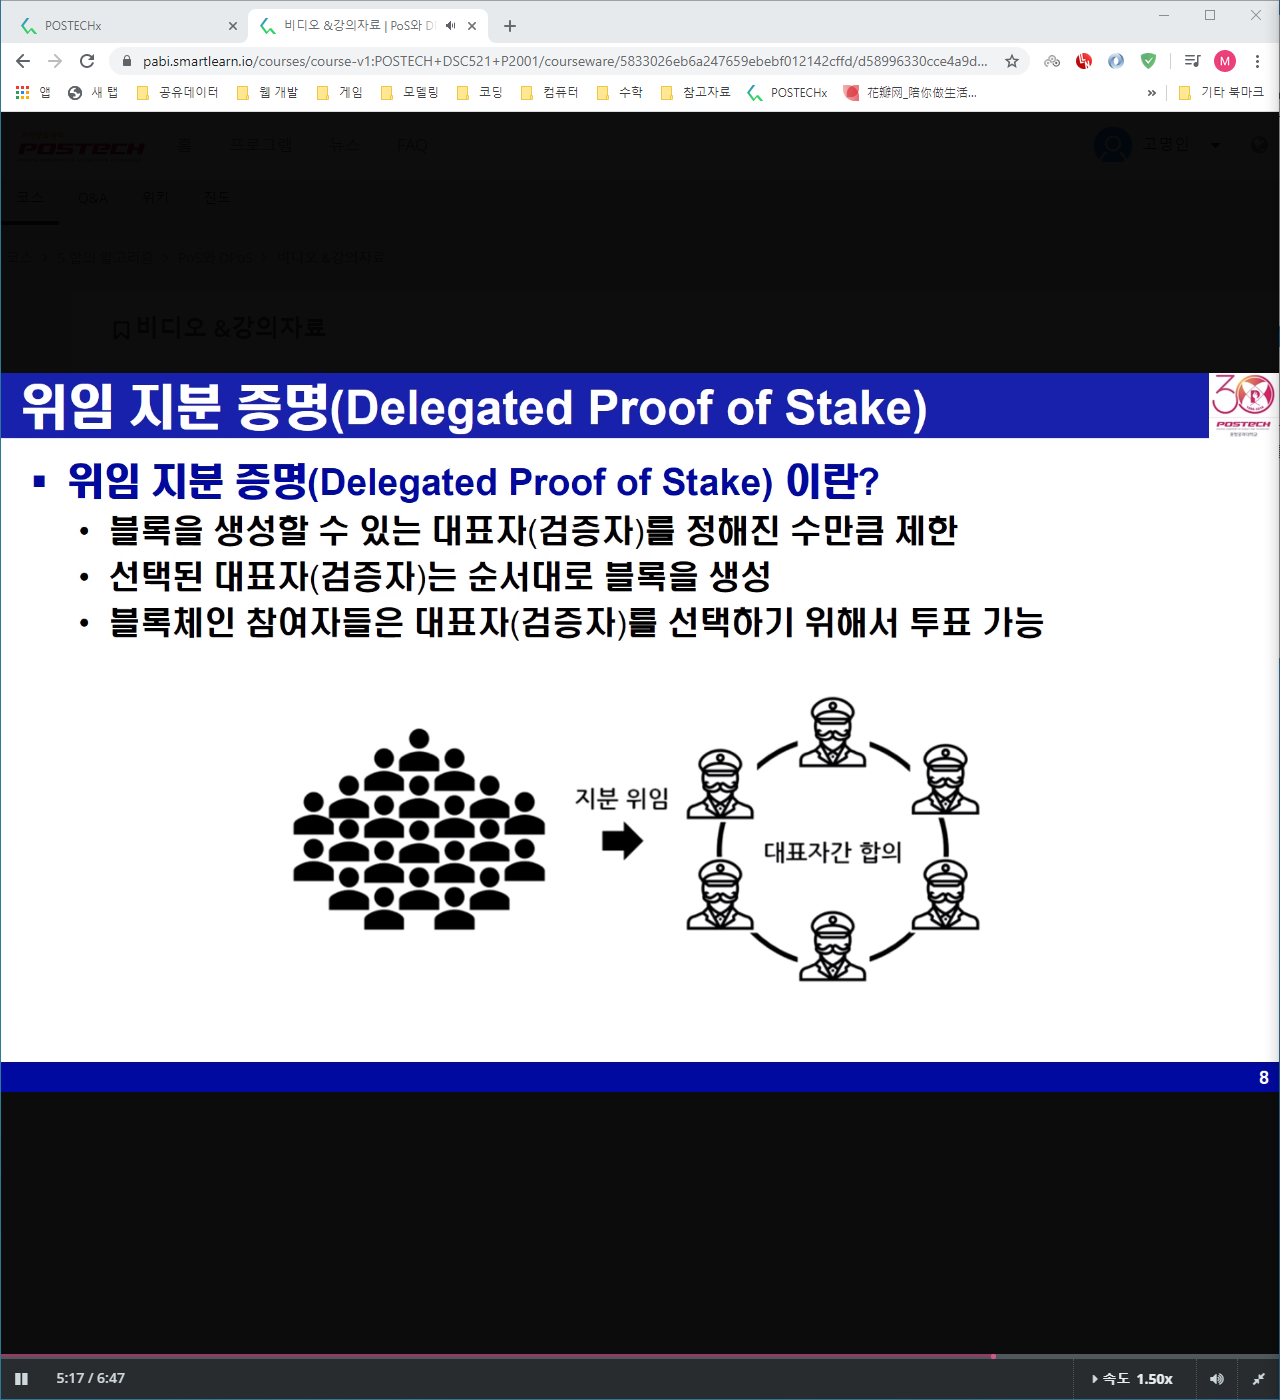 POSTECHx
비디오 &강의자료 | PoS와 D
pabi.smartlearn.io/courses/course-v1:POSTECH+DSC521+P2001/courseware/5833026eb6a247659ebebf012142cffd/d58996330cce4a9d...
M
앱 새 탭 공유데이터 웹 개발 게임 모델링 코딩 컴퓨터 수학 참고자료 POSTECHx 花瓣网_陪你做生活... » 기타 북마크
POSTECH 홈 프로그램 뉴스 FAQ 고영인
코스 Q&A 위키 진도
비디오 &강의자료
비디오 &강의자료
위임 지분 증명(Delegated Proof of Stake)
30
POSTECH
▪ 위임 지분 증명(Delegated Proof of Stake) 이란?
• 블록을 생성할 수 있는 대표자(검증자)를 정해진 수만큼 제한
• 선택된 대표자(검증자)는 순서대로 블록을 생성
• 블록체인 참여자들은 대표자(검증자)를 선택하기 위해서 투표 가능
지분 위임
대표자간 합의
8
5:17 / 6:47
속도 1.50x